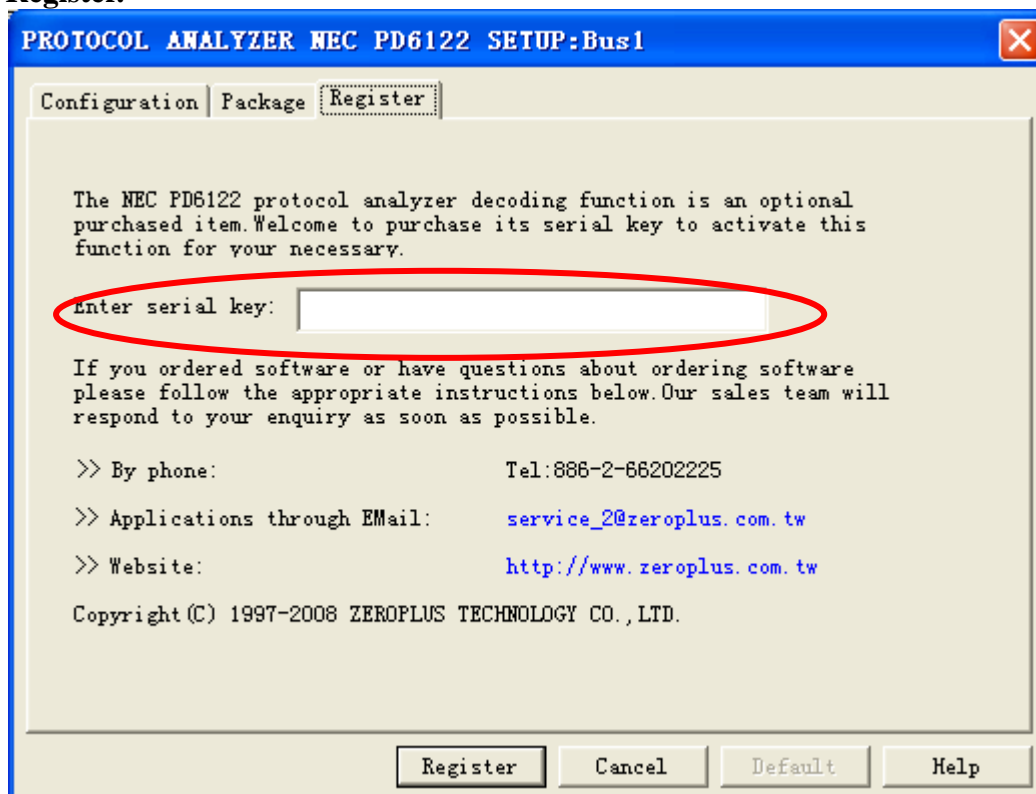 Register.
PROTOCOL ANALYZER NEC PD6122 SETUP:Bus1
Configuration Package Register
The NEC PD6122 protocol analyzer decoding function is an optional
purchased item.Welcome to purchase its serial key to activate this
function for your necessary.
Enter serial key:
If you ordered software or have questions about ordering software
please follow the appropriate instructions below.Our sales team will
respond to your enquiry as soon as possible.
>> By phone: Tel:886-2-66202225
>> Applications through EMail: service_2@zeroplus.com.tw
>> Website: http://www.zeroplus.com.tw
Copyright(C) 1997-2008 ZEROPLUS TECHNOLOGY CO.,LTD.
Register Cancel Default Help